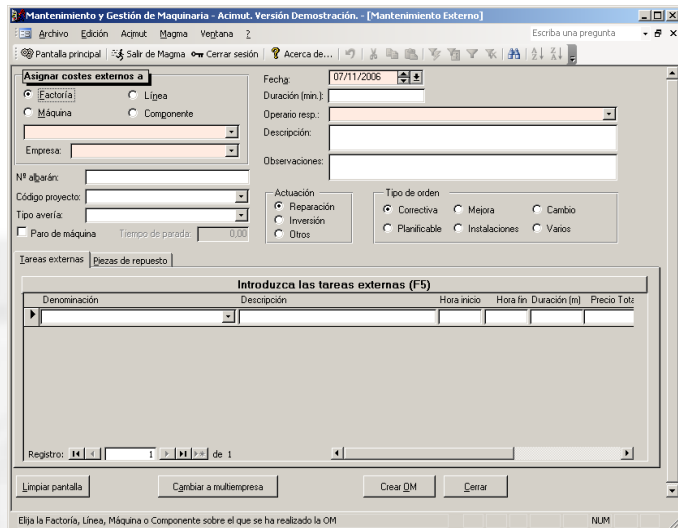 Mantenimiento y Gestión de Maquinaria - Acimut. Versión Demostración. - [Mantenimiento Externo]
Archivo Edición Acimut Magma Ventana ? Escriba una pregunta
Pantalla principal Salir de Magma Cerrar sesión Acerca de...
Asignar costes externos a
Factoría Línea
Máquina Componente
Empresa:
Nº albarán:
Código proyecto:
Tipo avería:
Paro de máquina Tiempo de parada: 0,00
Fecha: 07/11/2006
Duración (min.):
Operario resp.:
Descripción:
Observaciones:
Actuación
Reparación
Inversión
Otros
Tipo de orden
Correctiva Mejora Cambio
Planificable Instalaciones Varios
Tareas externas Piezas de repuesto
Introduzca las tareas externas (F5)
Denominación Descripción Hora inicio Hora fin Duración (m) Precio Tota
Registro: 1 de 1
Limpiar pantalla Cambiar a multiempresa Crear OM Cerrar
Elija la Factoría, Línea, Máquina o Componente sobre el que se ha realizado la OM NUM